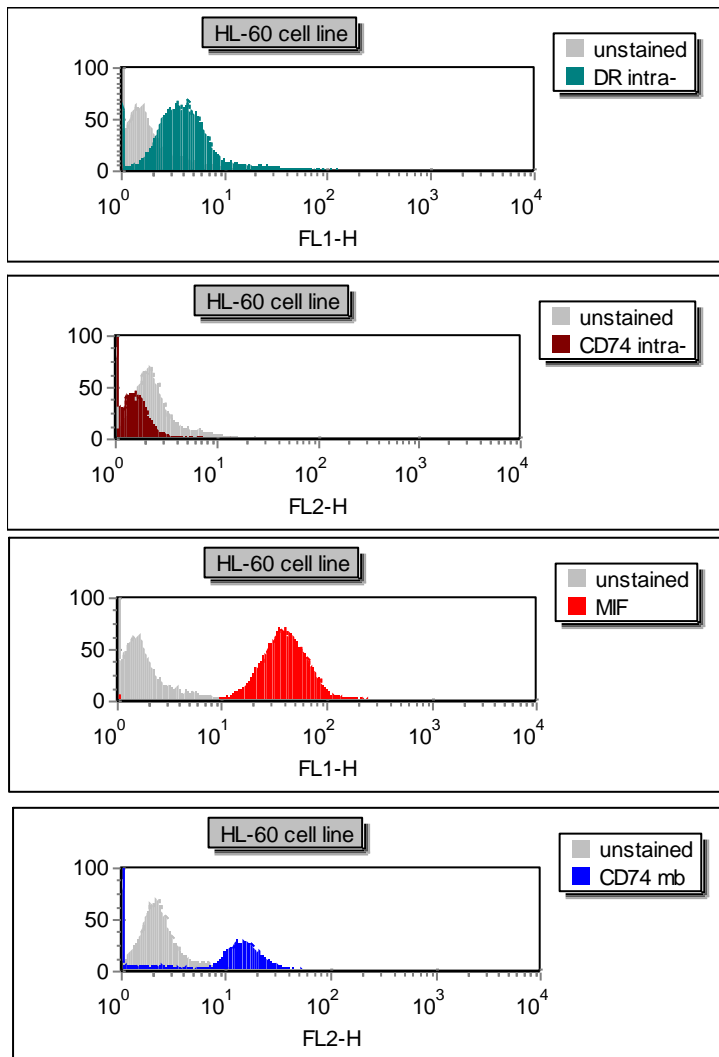 HL-60 cell line
unstained
DR intra-
100
50
0
10^0 10^1 10^2 10^3 10^4
FL1-H
HL-60 cell line
unstained
CD74 intra-
100
50
0
10^0 10^1 10^2 10^3 10^4
FL2-H
HL-60 cell line
unstained
MIF
100
50
0
10^0 10^1 10^2 10^3 10^4
FL1-H
HL-60 cell line
unstained
CD74 mb
100
50
0
10^0 10^1 10^2 10^3 10^4
FL2-H